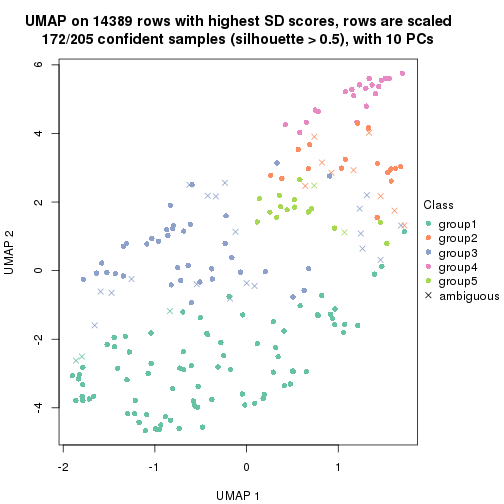 UMAP on 14389 rows with highest SD scores, rows are scaled
172/205 confident samples (silhouette > 0.5), with 10 PCs
6
4
2
0
-2
-4
UMAP 2
-2
-1
0
1
UMAP 1
Class
group1
group2
group3
group4
group5
ambiguous